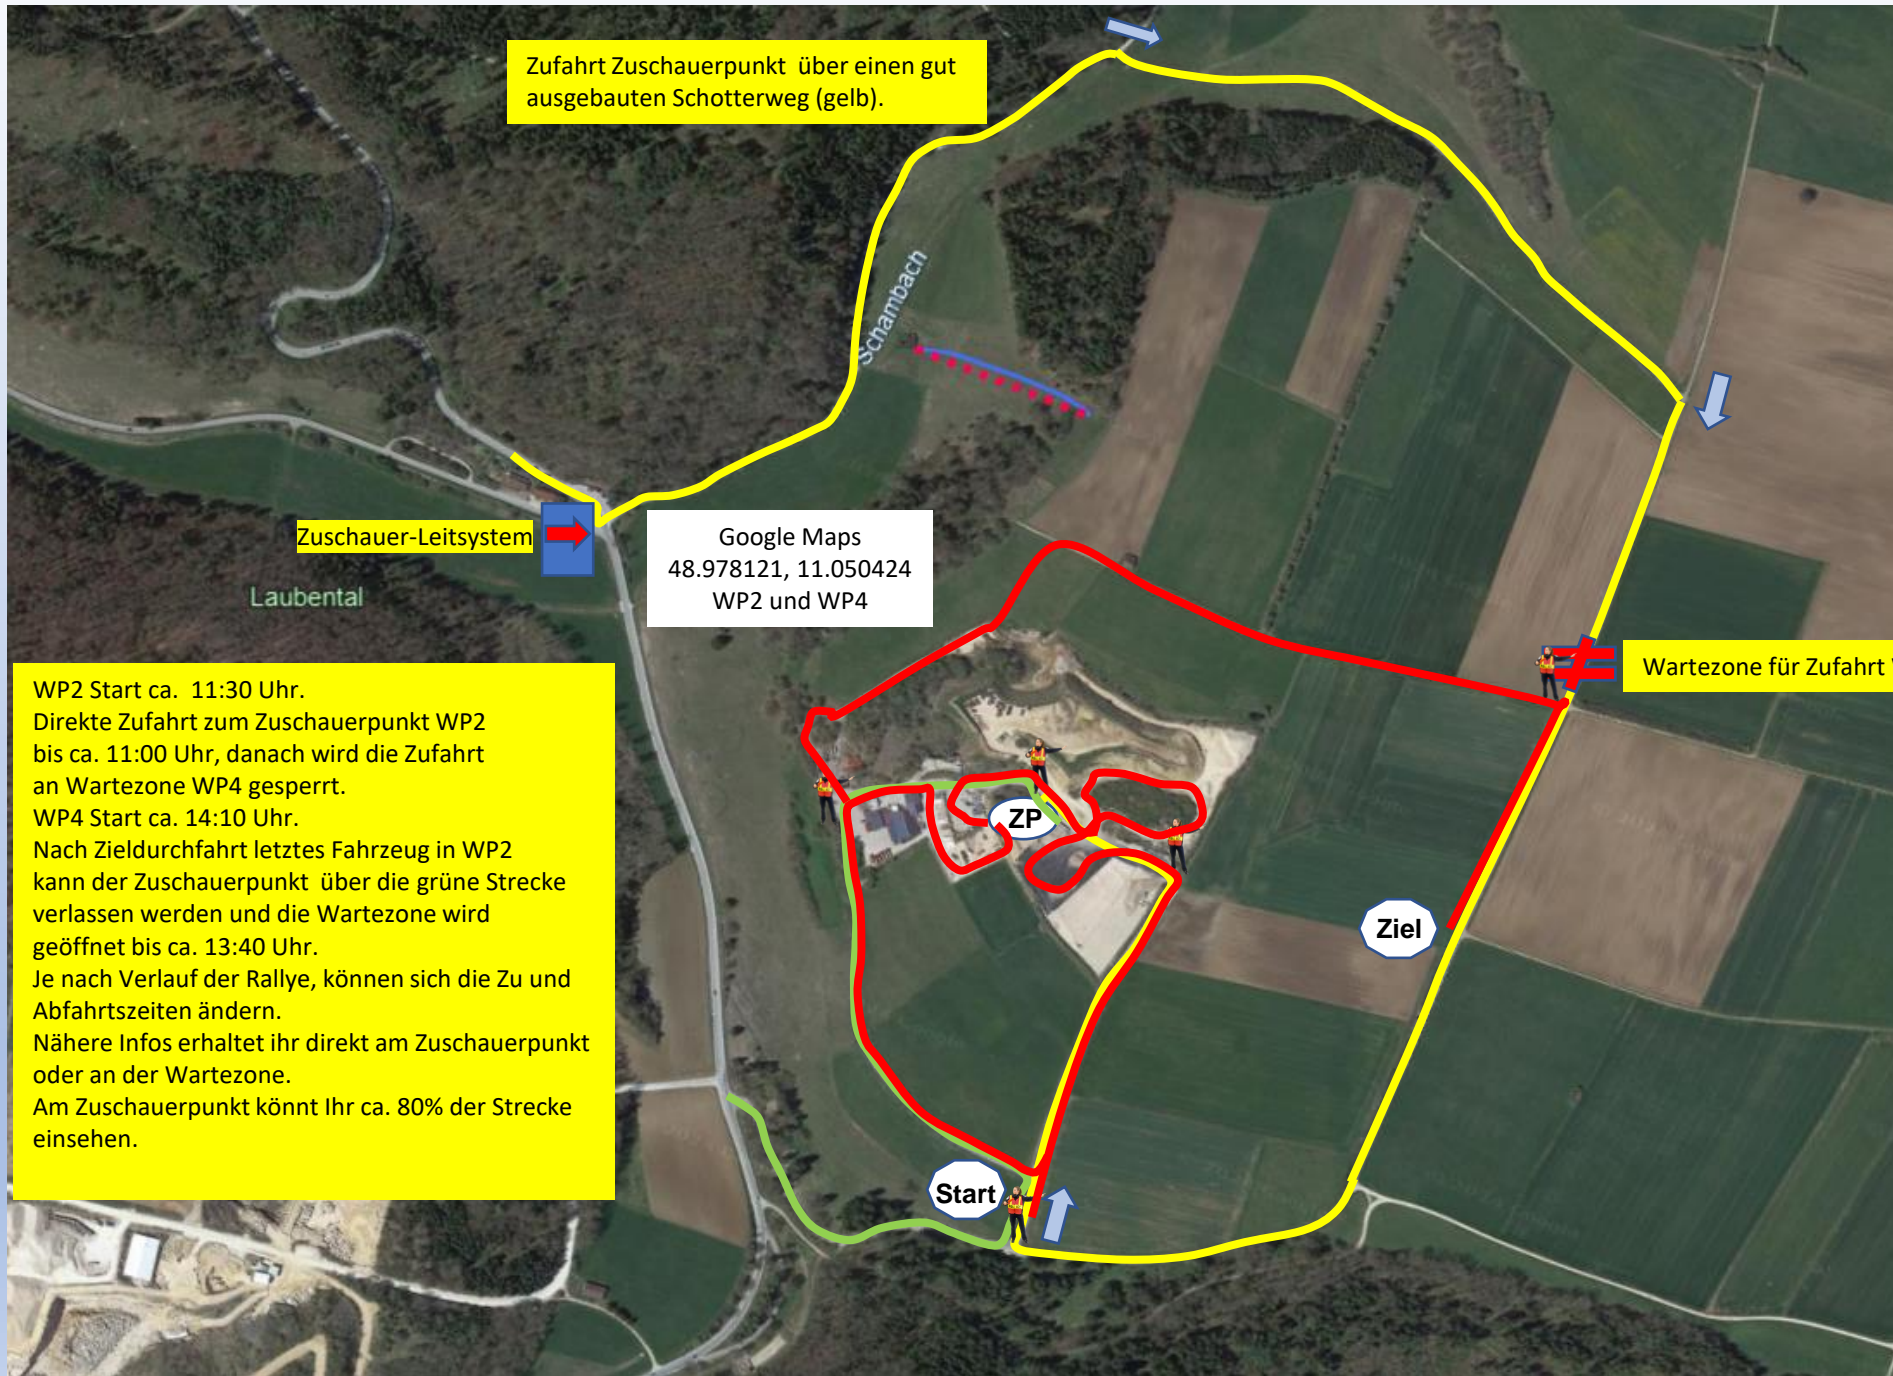 Zufahrt Zuschauerpunkt  über einen gut
ausgebauten Schotterweg (gelb).
Schambach
Zuschauer-Leitsystem
Google Maps
48.978121, 11.050424
WP2 und WP4
Laubental
Wartezone für Zufahrt
WP2 Start ca.  11:30 Uhr.
Direkte Zufahrt zum Zuschauerpunkt WP2
bis ca. 11:00 Uhr, danach wird die Zufahrt
an Wartezone WP4 gesperrt.
WP4 Start ca. 14:10 Uhr.
Nach Zieldurchfahrt letztes Fahrzeug in WP2
kann der Zuschauerpunkt  über die grüne Strecke
verlassen werden und die Wartezone wird
geöffnet bis ca. 13:40 Uhr.
Je nach Verlauf der Rallye, können sich die Zu und
Abfahrtszeiten ändern.
Nähere Infos erhaltet ihr direkt am Zuschauerpunkt
oder an der Wartezone.
Am Zuschauerpunkt könnt Ihr ca. 80% der Strecke
einsehen.
ZP
Ziel
Start